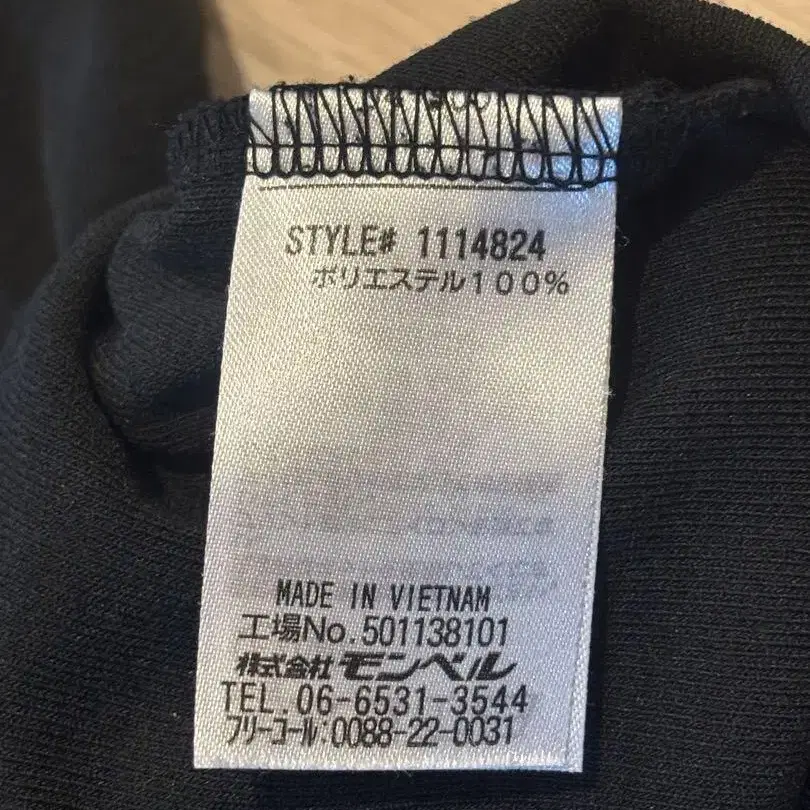 STYLE# 1114824
ポリエステル100%
MADE IN VIETNAM
工場No.501138101
株式会社 モンベル
TEL.06-6531-3544
フリーコール:0088-22-0031